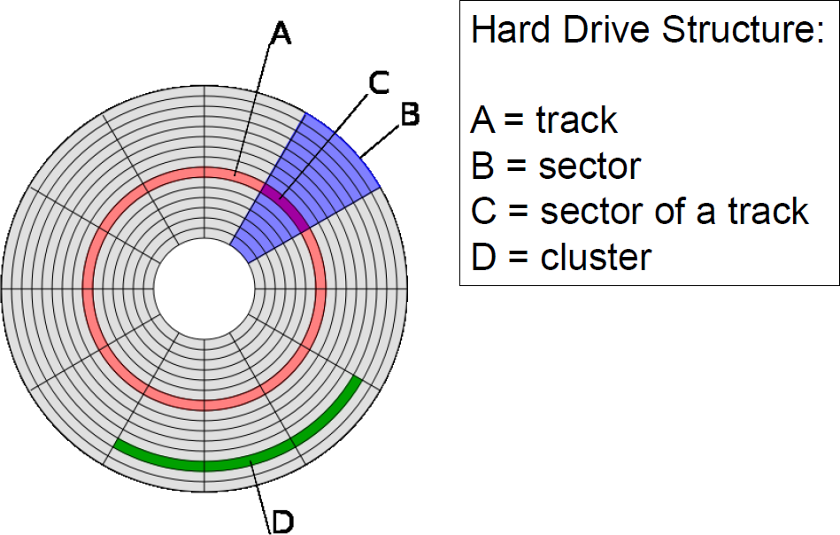 A
C
B
D
Hard Drive Structure:
A = track
B = sector
C = sector of a track
D = cluster